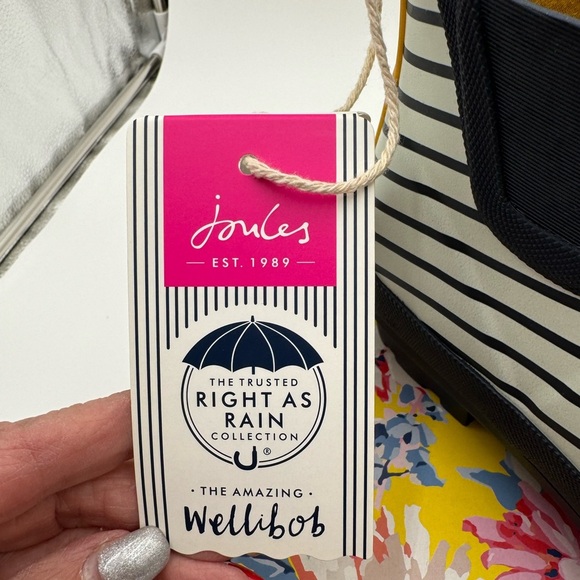 Joules
EST. 1989
THE TRUSTED
RIGHT AS
RAIN
COLLECTION
®
· THE AMAZING ·
Wellibob